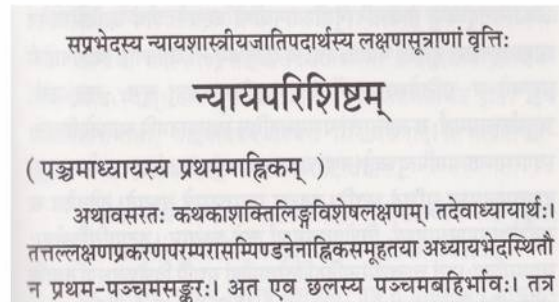 सप्रभेदस्य न्यायशास्त्रीयजातिपदार्थस्य लक्षणसूत्राणां वृत्तिः
न्यायपरिशिष्टम्
( पञ्चमाध्यायस्य प्रथममाह्निकम्
अथावसरतः कथकाशक्तिलिङ्गविशेषलक्षणम्। तदेवाध्यायार्थः।
तत्तल्लक्षणप्रकरणपरम्परासम्पिण्डनेनाह्निकसमूहतया अध्यायभेदस्थितौ
न प्रथम-पञ्चमसङ्करः। अत एव छलस्य पञ्चमबहिर्भावः। तत्र